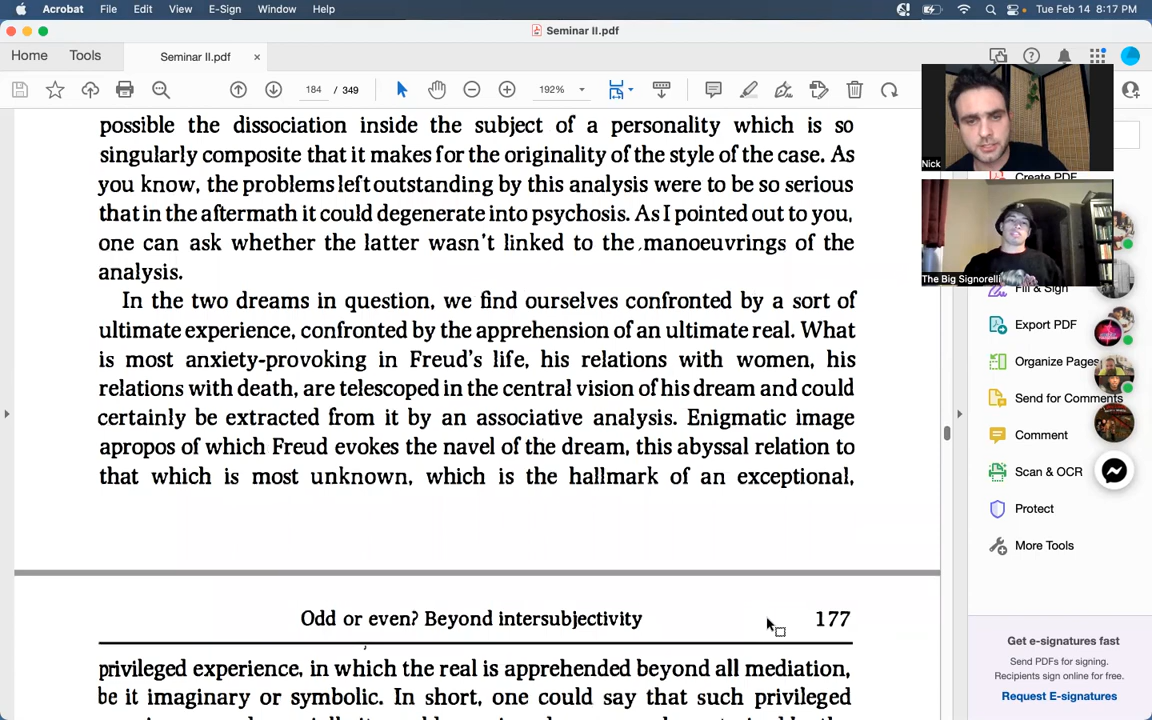 Acrobat File Edit View Window E-Sign Help Tue Feb 14 8:17 PM
Seminar II.pdf
Home Tools Seminar II.pdf ×
184 / 349 192%
possible the dissociation inside the subject of a personality which is so
singularly composite that it makes for the originality of the style of the case. As
you know, the problems left outstanding by this analysis were to be so serious
that in the aftermath it could degenerate into psychosis. As I pointed out to you,
one can ask whether the latter wasn't linked to the manoeuvrings of the
analysis.
In the two dreams in question, we find ourselves confronted by a sort of
ultimate experience, confronted by the apprehension of an ultimate real. What
is most anxiety-provoking in Freud's life, his relations with women, his
relations with death, are telescoped in the central vision of his dream and could
certainly be extracted from it by an associative analysis. Enigmatic image
apropos of which Freud evokes the navel of the dream, this abyssal relation to
that which is most unknown, which is the hallmark of an exceptional,
Odd or even? Beyond intersubjectivity 177
privileged experience, in which the real is apprehended beyond all mediation,
be it imaginary or symbolic. In short, one could say that such privileged
Nick
The Big Signorelli
Create PDF
Fill & Sign
Export PDF
Organize Pages
Send for Comments
Comment
Scan & OCR
Protect
More Tools
Get e-signatures fast
Send PDFs for signing.
Recipients sign online for free.
Request E-signatures